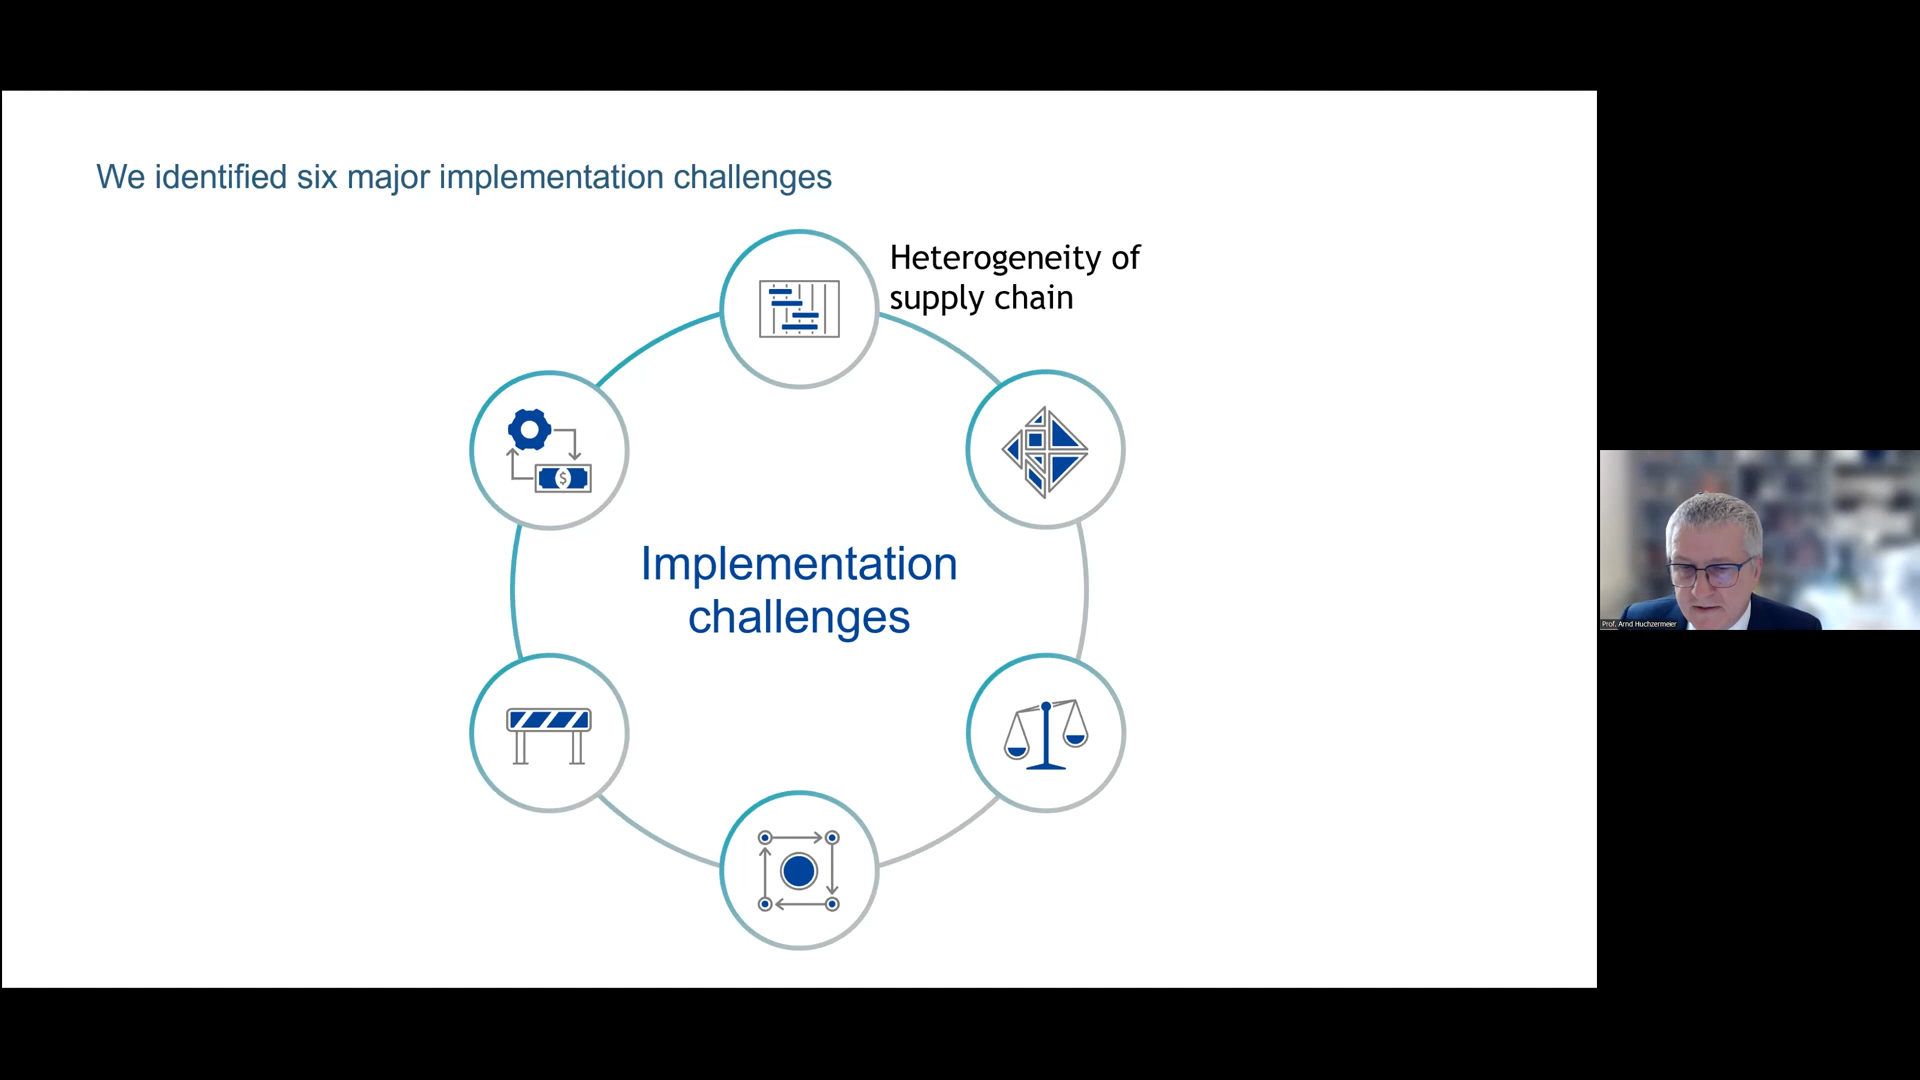 We identified six major implementation challenges
Heterogeneity of
supply chain
$
Implementation
challenges
Prof. Arnd Huchzermeier